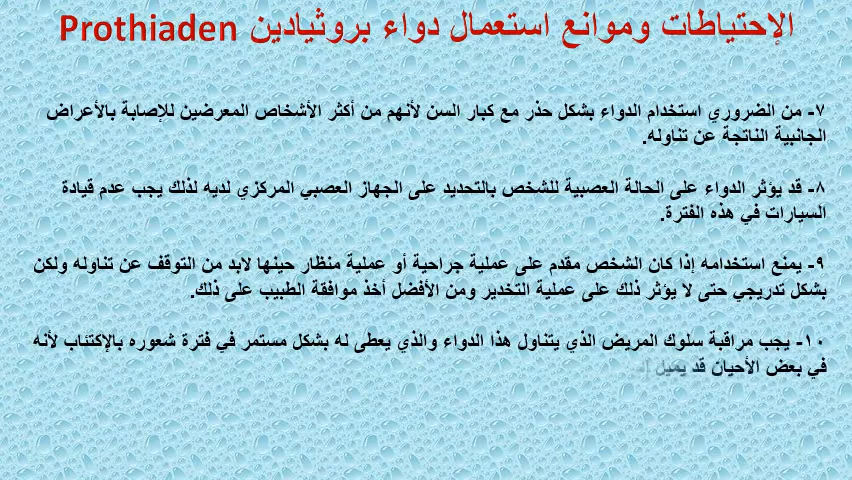 الإحتياطات وموانع استعمال دواء بروثيادين Prothiaden
٧- من الضروري استخدام الدواء بشكل حذر مع كبار السن لأنهم من أكثر الأشخاص المعرضين للإصابة بالأعراض
الجانبية الناتجة عن تناوله.
٨- قد يؤثر الدواء على الحالة العصبية للشخص بالتحديد على الجهاز العصبي المركزي لديه لذلك يجب عدم قيادة
السيارات في هذه الفترة.
٩- يمنع استخدامه إذا كان الشخص مقدم على عملية جراحية أو عملية منظار حينها لابد من التوقف عن تناوله ولكن
بشكل تدريجي حتى لا يؤثر ذلك على عملية التخدير ومن الأفضل أخذ موافقة الطبيب على ذلك.
١٠- يجب مراقبة سلوك المريض الذي يتناول هذا الدواء والذي يعطى له بشكل مستمر في فترة شعوره بالإكتئاب لأنه
في بعض الأحيان قد يميل